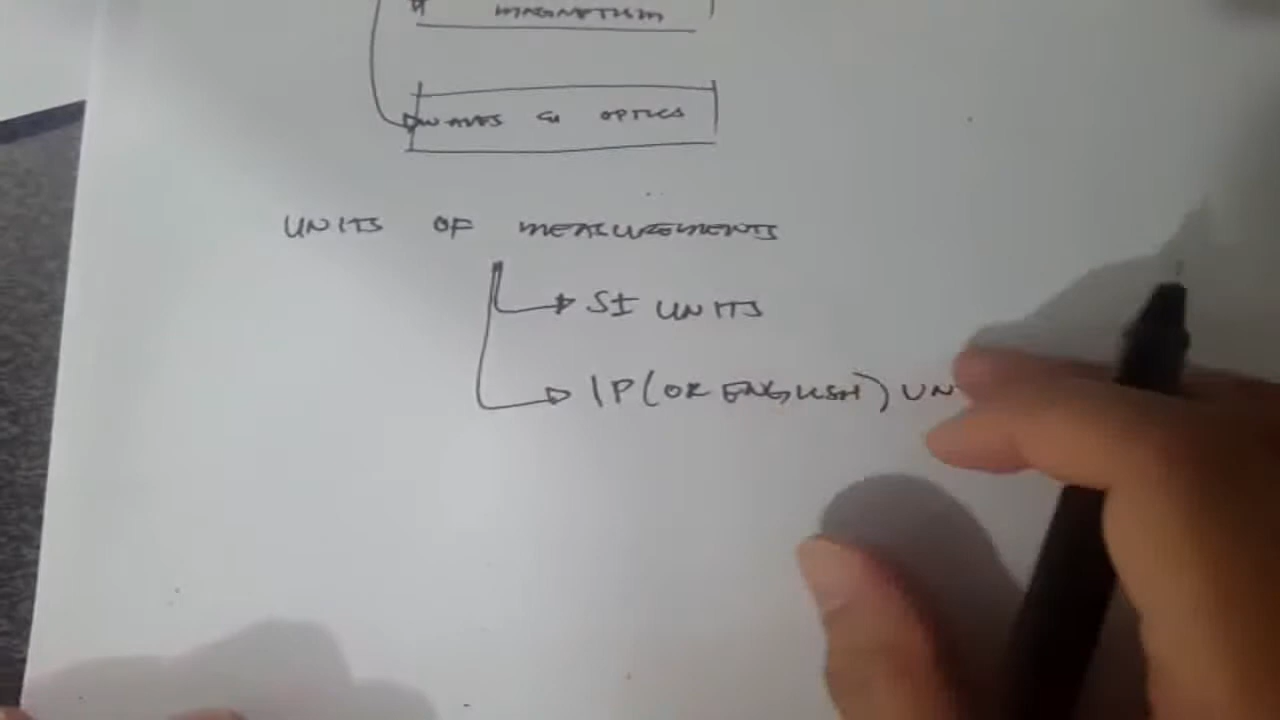 MAGNETISM
WAVES & OPTICS
UNITS OF MEASUREMENTS
SI UNITS
IP (OR ENGLISH) UN